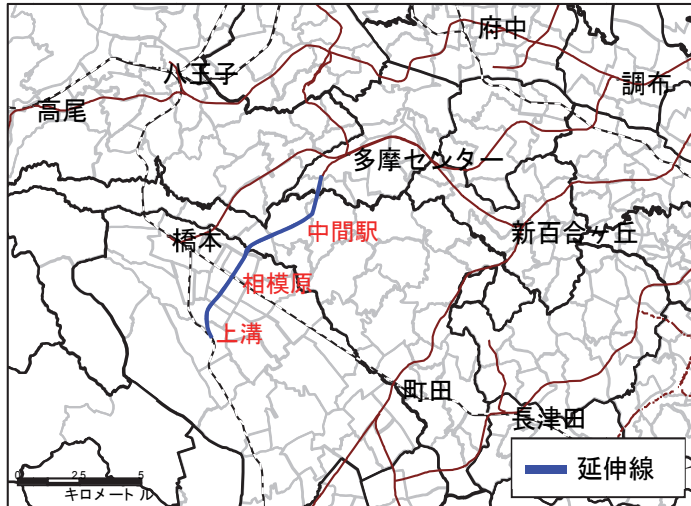 府中
八王子
調布
高尾
多摩センター
中間駅
新百合ヶ丘
橋本
相模原
上溝
町田
長津田
延伸線
0 2.5 5
キロメートル